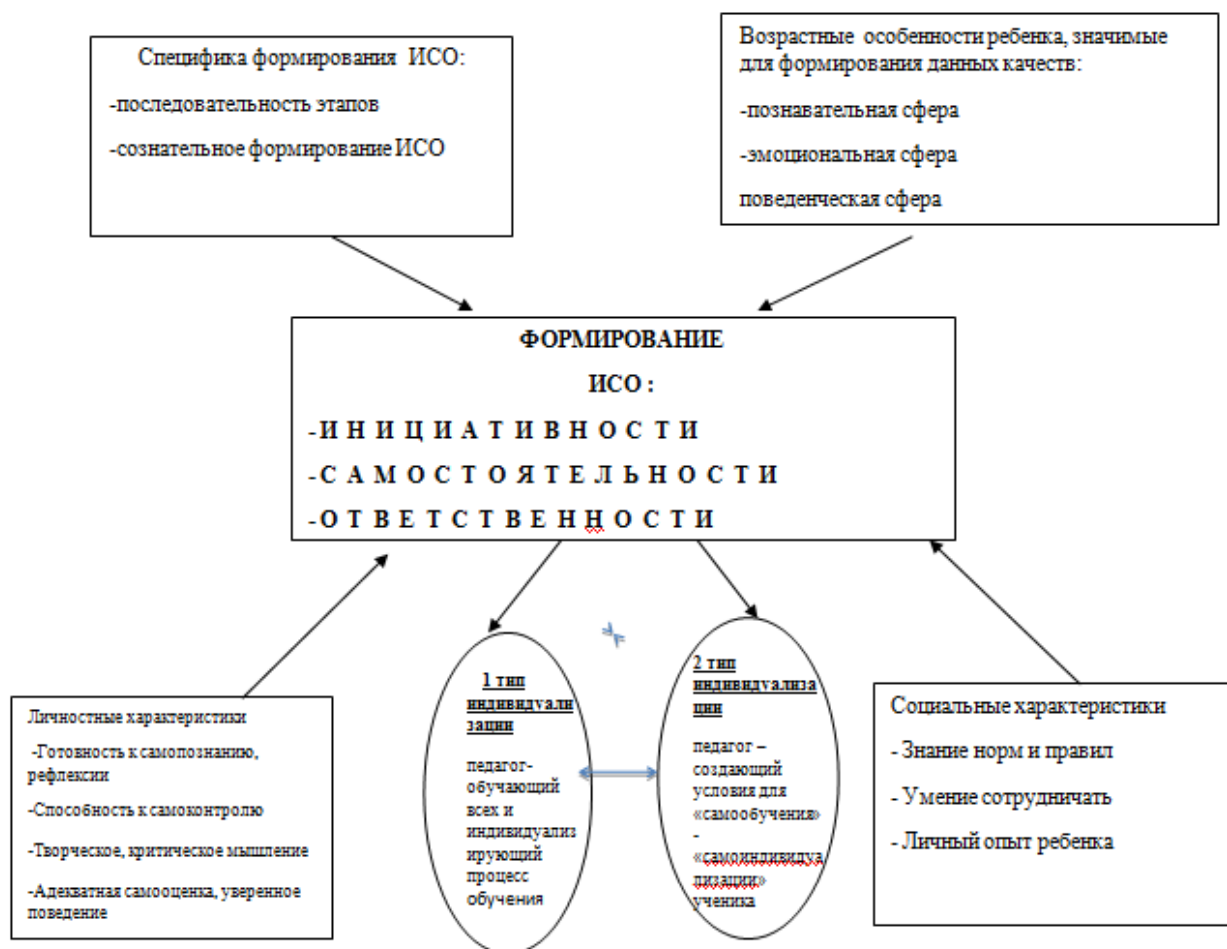 Специфика формирования ИСО:
-последовательность этапов
-сознательное формирование ИСО
Возрастные особенности ребенка, значимые
для формирования данных качеств:
-познавательная сфера
-эмоциональная сфера
поведенческая сфера
ФОРМИРОВАНИЕ
ИСО :
-И Н И Ц И А Т И В Н О С Т И
-С А М О С Т О Я Т Е Л Ь Н О С Т И
-О Т В Е Т С Т В Е Н Н О С Т И
Личностные характеристики
-Готовность к самопознанию,
рефлексии
-Способность к самоконтролю
-Творческое, критическое мышление
-Адекватная самооценка, уверенное
поведение
1 тип
индивидуали
зации
педагог-
обучающий
всех и
индивидуализ
ирующий
процесс
обучения
2 тип
индивидуализа
ции
педагог –
создающий
условия для
«самообучения»
-
«самоиндивидуа
лизации»
ученика
Социальные характеристики
- Знание норм и правил
- Умение сотрудничать
- Личный опыт ребенка